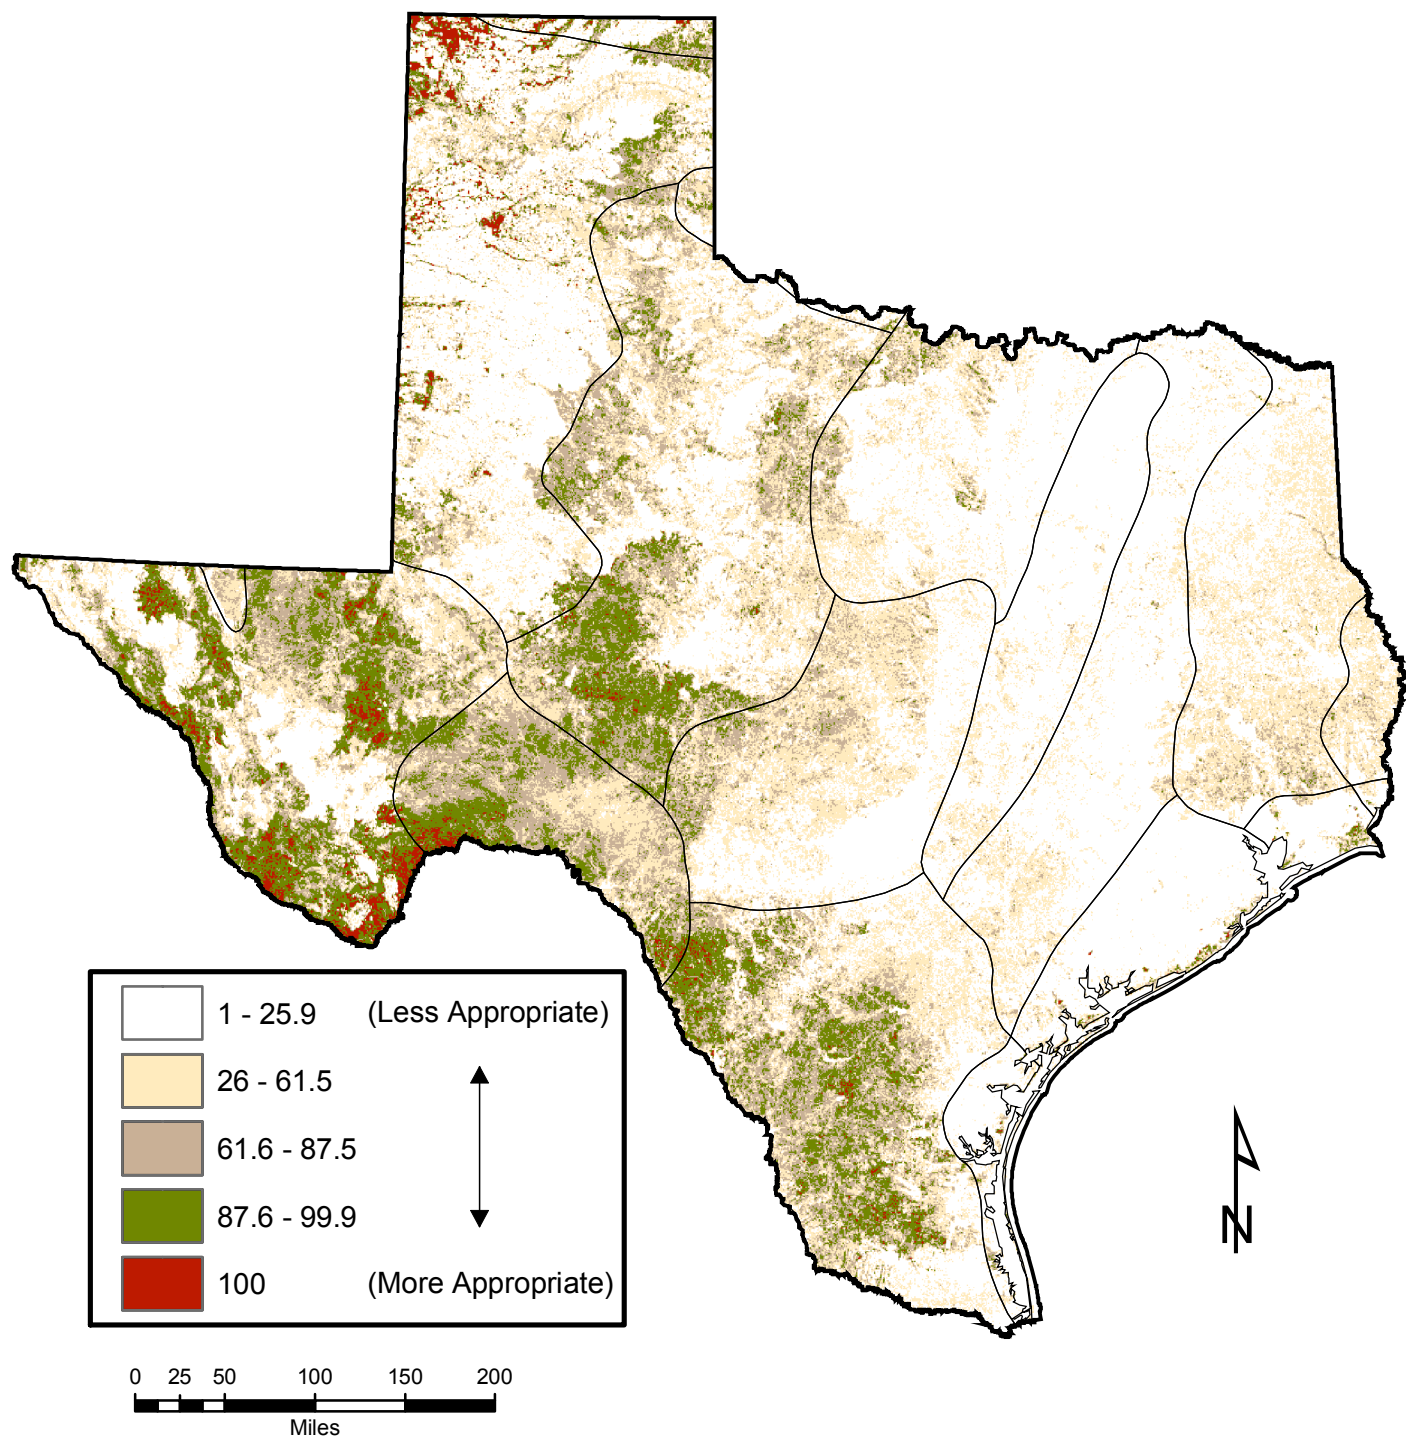 1 - 25.9 (Less Appropriate)
26 - 61.5
61.6 - 87.5
87.6 - 99.9
100 (More Appropriate)
N
0 25 50 100 150 200
Miles